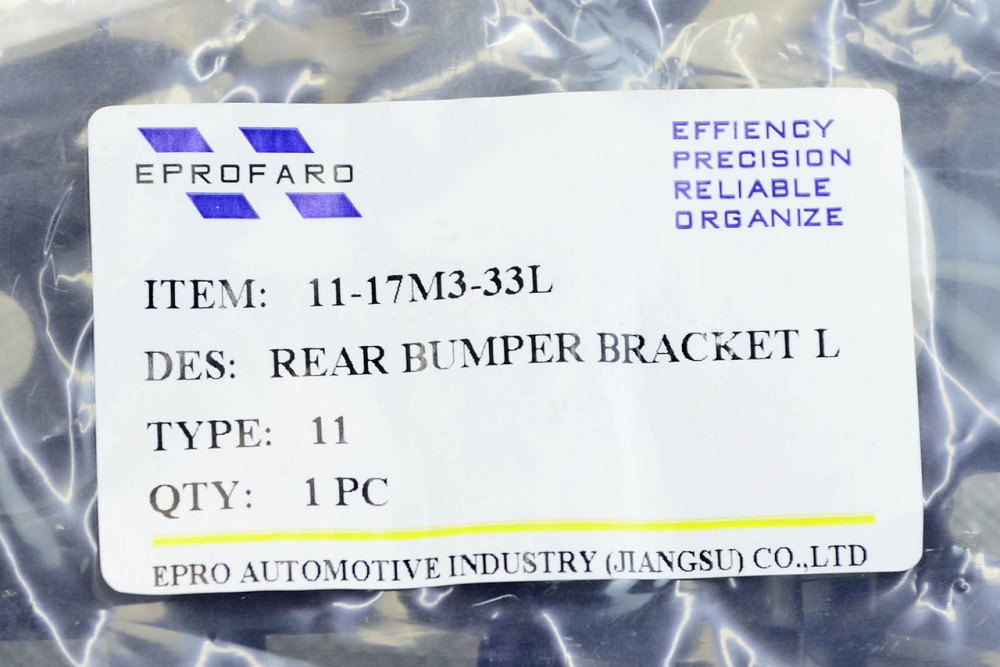 EPROFARO
EFFIENCY
PRECISION
RELIABLE
ORGANIZE
ITEM: 11-17M3-33L
DES: REAR BUMPER BRACKET L
TYPE: 11
QTY: 1 PC
EPRO AUTOMOTIVE INDUSTRY (JIANGSU) CO.,LTD